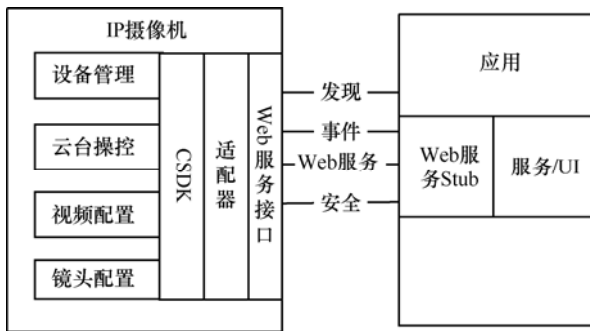 IP摄像机
设备管理
云台操控
视频配置
镜头配置
CSDK
适配器
Web服务接口
发现
事件
Web服务
安全
应用
Web服
务Stub
服务/UI